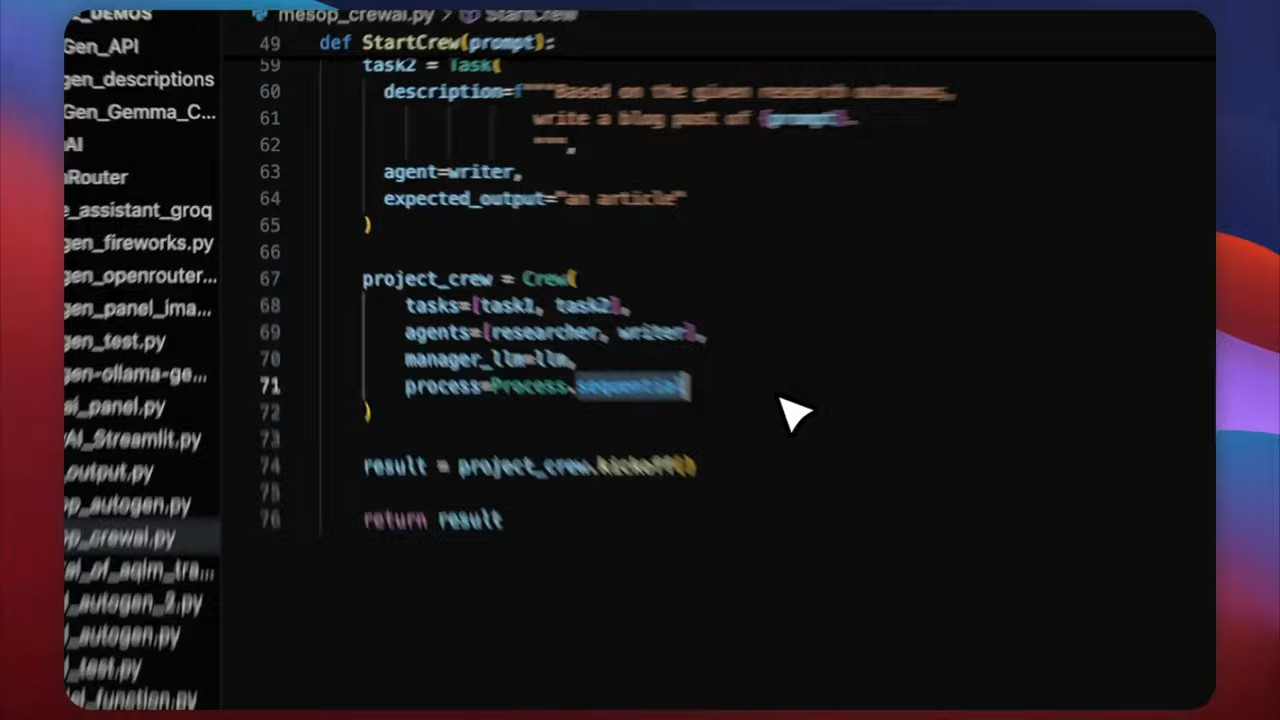 _DEMOS
Gen_API
gen_descriptions
Gen_Gemma_C...
AI
nRouter
e_assistant_groq
gen_fireworks.py
gen_openrouter...
gen_panel_ima...
gen_test.py
gen-ollama-ge...
ai_panel.py
AI_Streamlit.py
output.py
op_autogen.py
op_crewai.py
el_of_aqlm_tra...
_autogen_2.py
_autogen.py
_test.py
el_function.py
mesop_crewai.py > StartCrew
49 def StartCrew(prompt):
59 task2 = Task(
60 description=f"""Based on the given research outcomes,
61 write a blog post of {prompt}.
62 """,
63 agent=writer,
64 expected_output="an article"
65 )
66
67 project_crew = Crew(
68 tasks=[task1, task2],
69 agents=[researcher, writer],
70 manager_llm=llm,
71 process=Process.sequential
72 )
73
74 result = project_crew.kickoff()
75
76 return result